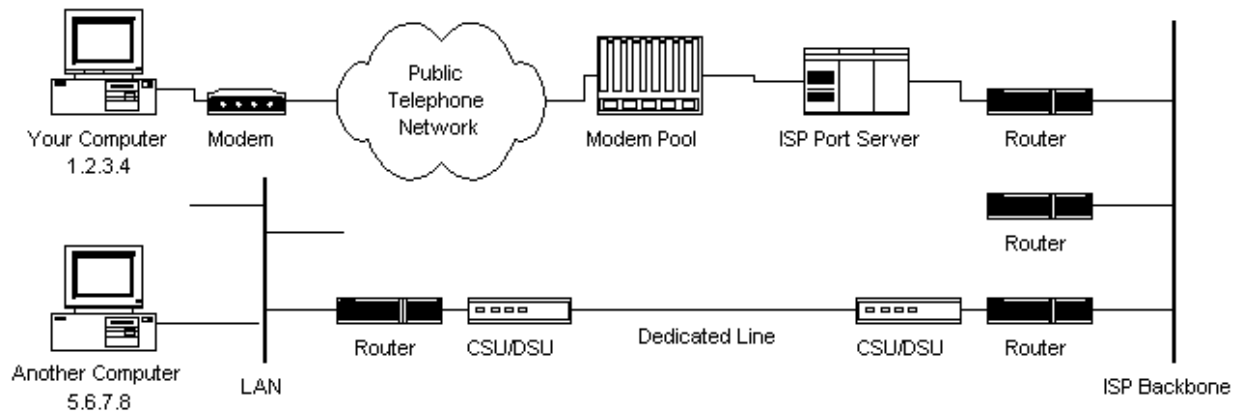 Public
Telephone
Network
Your Computer
1.2.3.4
Modem
Modem Pool
ISP Port Server
Router
Router
Another Computer
5.6.7.8
LAN
Router
CSU/DSU
Dedicated Line
CSU/DSU
Router
ISP Backbone